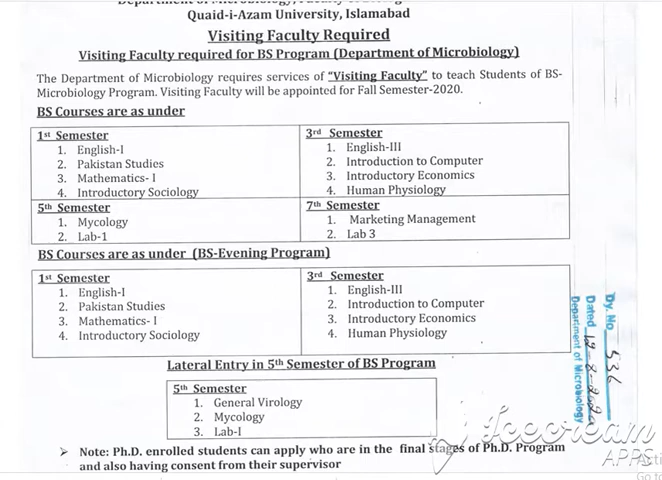 Quaid-i-Azam University, Islamabad
Visiting Faculty Required
Visiting Faculty required for BS Program (Department of Microbiology)
The Department of Microbiology requires services of "Visiting Faculty" to teach Students of BS-
Microbiology Program. Visiting Faculty will be appointed for Fall Semester-2020.
BS Courses are as under
1st Semester
1. English-I
2. Pakistan Studies
3. Mathematics- I
4. Introductory Sociology
3rd Semester
1. English-III
2. Introduction to Computer
3. Introductory Economics
4. Human Physiology
5th Semester
1. Mycology
2. Lab-1
7th Semester
1. Marketing Management
2. Lab 3
BS Courses are as under (BS-Evening Program)
1st Semester
1. English-I
2. Pakistan Studies
3. Mathematics- I
4. Introductory Sociology
3rd Semester
1. English-III
2. Introduction to Computer
3. Introductory Economics
4. Human Physiology
Lateral Entry in 5th Semester of BS Program
5th Semester
1. General Virology
2. Mycology
3. Lab-I
➤ Note: Ph.D. enrolled students can apply who are in the final stages of Ph.D. Program
and also having consent from their supervisor
Dy. No 536
Dated 12-8-2020
Department of Microbiology
Icecream
APPS
Acti
Go to